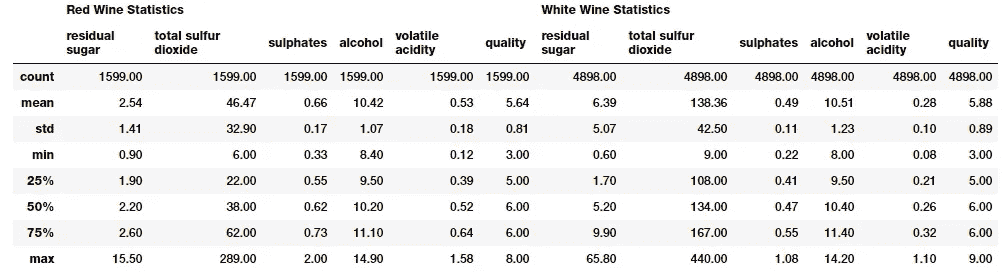 Red Wine Statistics White Wine Statistics
residual sugar total sulfur dioxide sulphates alcohol volatile acidity quality residual sugar total sulfur dioxide sulphates alcohol volatile acidity quality
count 1599.00 1599.00 1599.00 1599.00 1599.00 1599.00 4898.00 4898.00 4898.00 4898.00 4898.00 4898.00
mean 2.54 46.47 0.66 10.42 0.53 5.64 6.39 138.36 0.49 10.51 0.28 5.88
std 1.41 32.90 0.17 1.07 0.18 0.81 5.07 42.50 0.11 1.23 0.10 0.89
min 0.90 6.00 0.33 8.40 0.12 3.00 0.60 9.00 0.22 8.00 0.08 3.00
25% 1.90 22.00 0.55 9.50 0.39 5.00 1.70 108.00 0.41 9.50 0.21 5.00
50% 2.20 38.00 0.62 10.20 0.52 6.00 5.20 134.00 0.47 10.40 0.26 6.00
75% 2.60 62.00 0.73 11.10 0.64 6.00 9.90 167.00 0.55 11.40 0.32 6.00
max 15.50 289.00 2.00 14.90 1.58 8.00 65.80 440.00 1.08 14.20 1.10 9.00